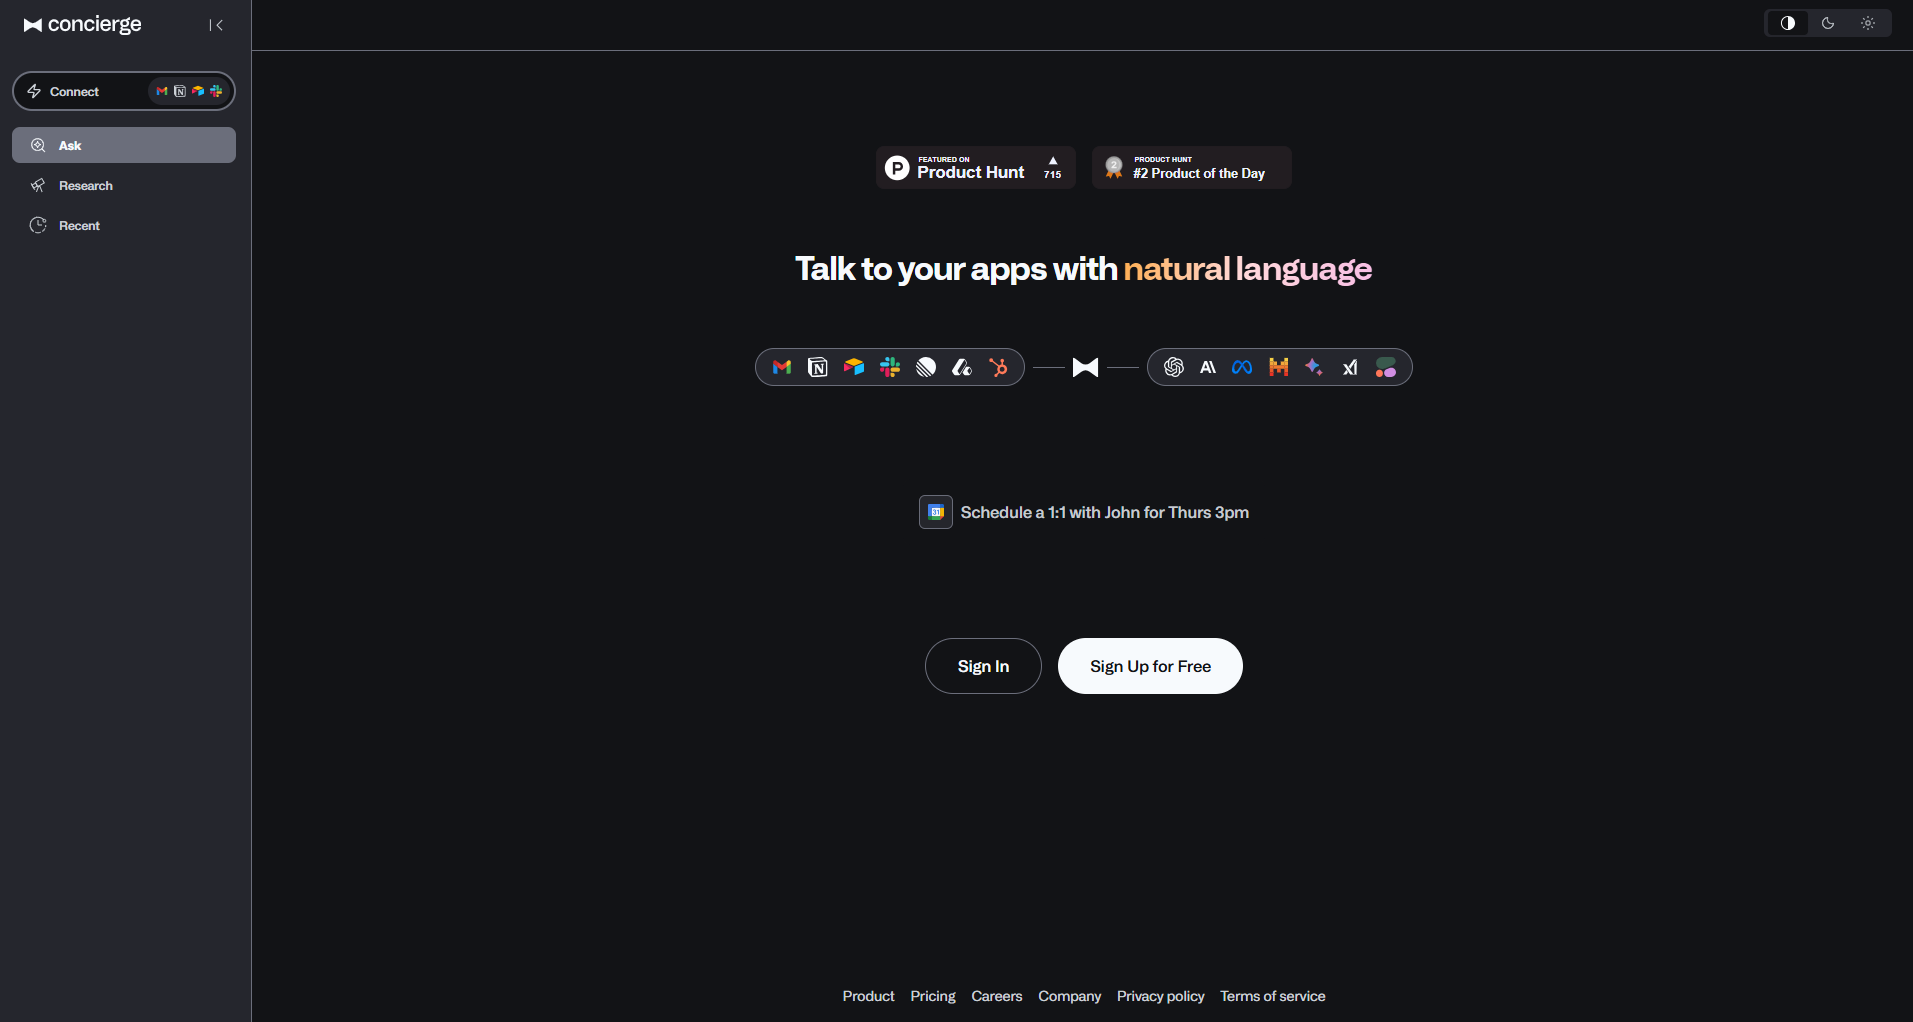 concierge
Connect
Ask
Research
Recent
FEATURED ON
Product Hunt
715
2
PRODUCT HUNT
#2 Product of the Day
Talk to your apps with natural language
31
Schedule a 1:1 with John for Thurs 3pm
Sign In
Sign Up for Free
Product Pricing Careers Company Privacy policy Terms of service